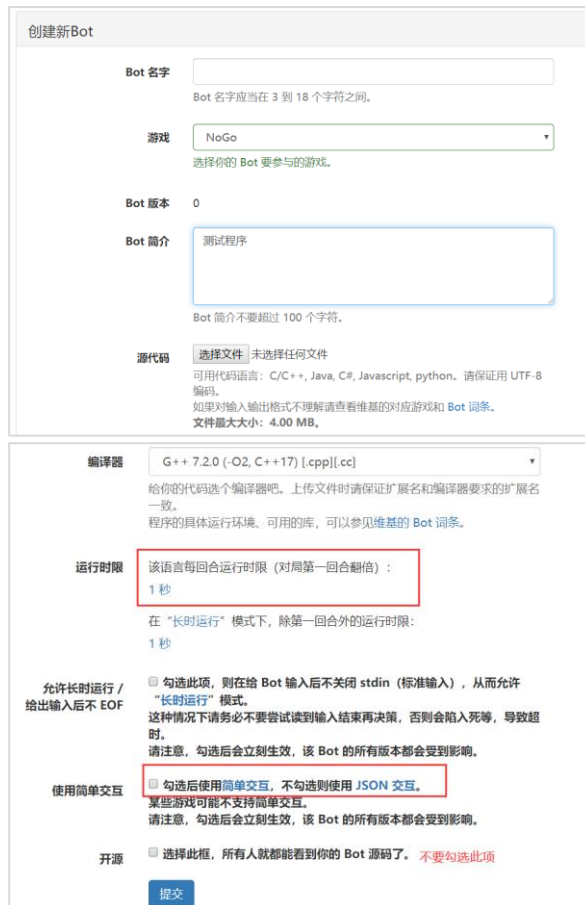 创建新Bot
Bot 名字
Bot 名字应当在 3 到 18 个字符之间。
游戏 NoGo
选择你的 Bot 要参与的游戏。
Bot 版本 0
Bot 简介 测试程序
Bot 简介不要超过 100 个字符。
源代码 选择文件 未选择任何文件
可用代码语言：C/C++, Java, C#, Javascript, python。请保证用 UTF-8
编码。
如果对输入输出格式不理解请查看维基的对应游戏和 Bot 词条。
文件最大大小：4.00 MB。
编译器 G++ 7.2.0 (-O2, C++17) [.cpp][.cc]
给你的代码选个编译器吧。上传文件时请保证扩展名和编译器要求的扩展名
一致。
程序的具体运行环境、可用的库，可以参见维基的 Bot 词条。
运行时限 该语言每回合运行时限（对局第一回合翻倍）：
1 秒
在“长时运行”模式下，除第一回合外的运行时限：
1 秒
允许长时运行 / 勾选此项，则在给 Bot 输入后不关闭 stdin（标准输入），从而允许
给出输入后不 EOF “长时运行”模式。
这种情况下请务必不要尝试读到输入结束再决策，否则会陷入死等，导致超
时。
请注意，勾选后会立刻生效，该 Bot 的所有版本都会受到影响。
使用简单交互 勾选后使用简单交互，不勾选则使用 JSON 交互。
某些游戏可能不支持简单交互。
请注意，勾选后会立刻生效，该 Bot 的所有版本都会受到影响。
开源 选择此框，所有人就都能看到你的 Bot 源码了。 不要勾选此项
提交